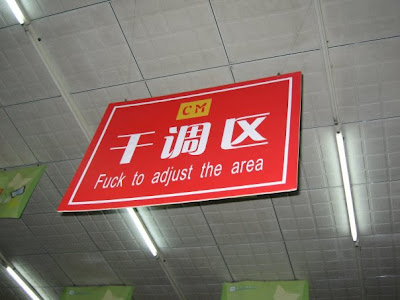 CM
干调区
Fuck to adjust the area